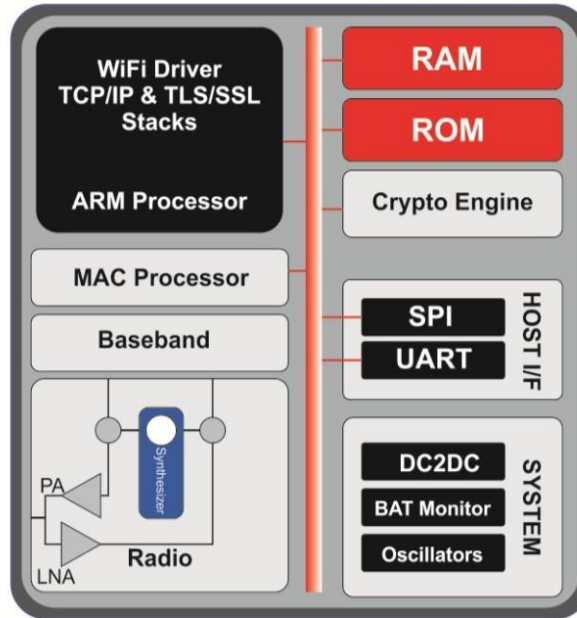 WiFi Driver
TCP/IP & TLS/SSL
Stacks
ARM Processor
MAC Processor
Baseband
Synthesizer
PA
LNA
Radio
RAM
ROM
Crypto Engine
SPI
UART
HOST I/F
DC2DC
BAT Monitor
Oscillators
SYSTEM